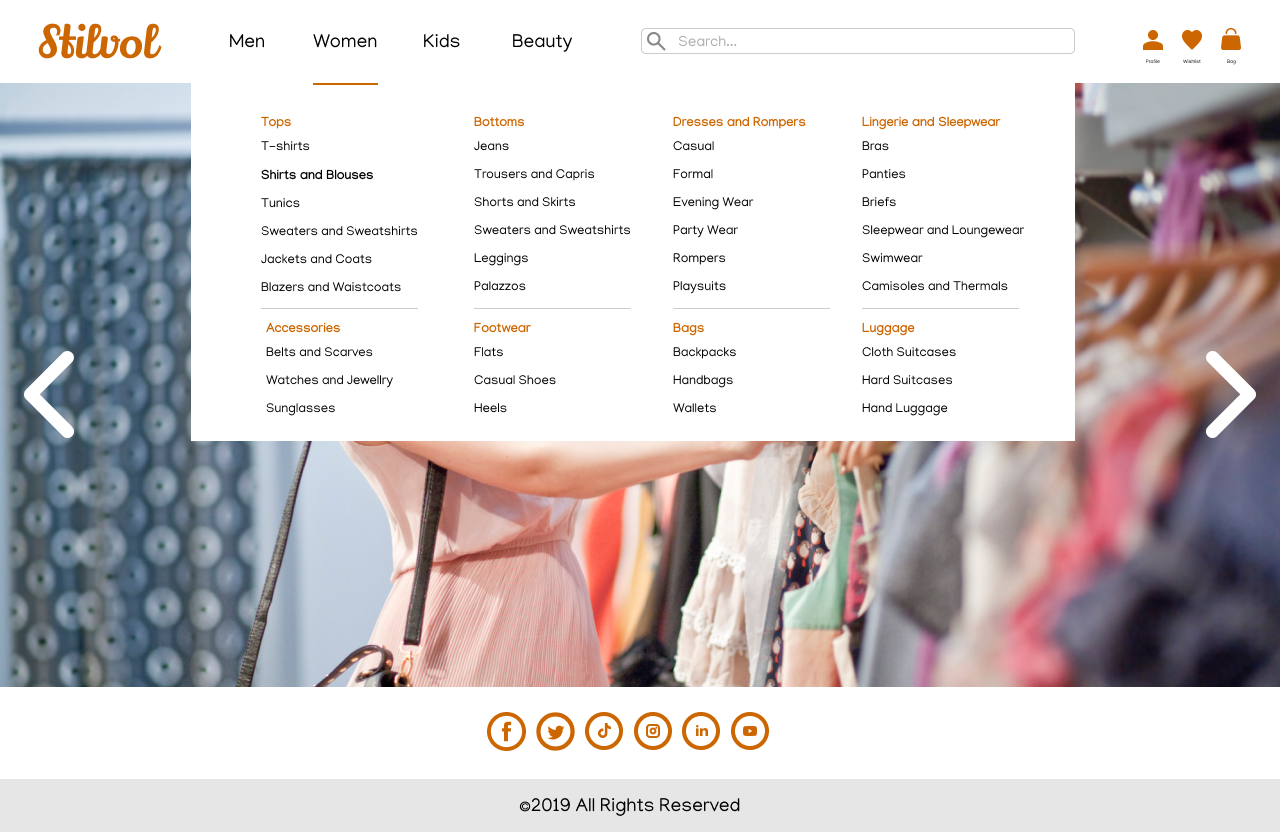 Stilvol
Men
Women
Kids
Beauty
Search...
Profile
Wishlist
Bag
Tops
T-shirts
Shirts and Blouses
Tunics
Sweaters and Sweatshirts
Jackets and Coats
Blazers and Waistcoats
Bottoms
Jeans
Trousers and Capris
Shorts and Skirts
Sweaters and Sweatshirts
Leggings
Palazzos
Dresses and Rompers
Casual
Formal
Evening Wear
Party Wear
Rompers
Playsuits
Lingerie and Sleepwear
Bras
Panties
Briefs
Sleepwear and Loungewear
Swimwear
Camisoles and Thermals
Accessories
Belts and Scarves
Watches and Jewellry
Sunglasses
Footwear
Flats
Casual Shoes
Heels
Bags
Backpacks
Handbags
Wallets
Luggage
Cloth Suitcases
Hard Suitcases
Hand Luggage
©2019 All Rights Reserved